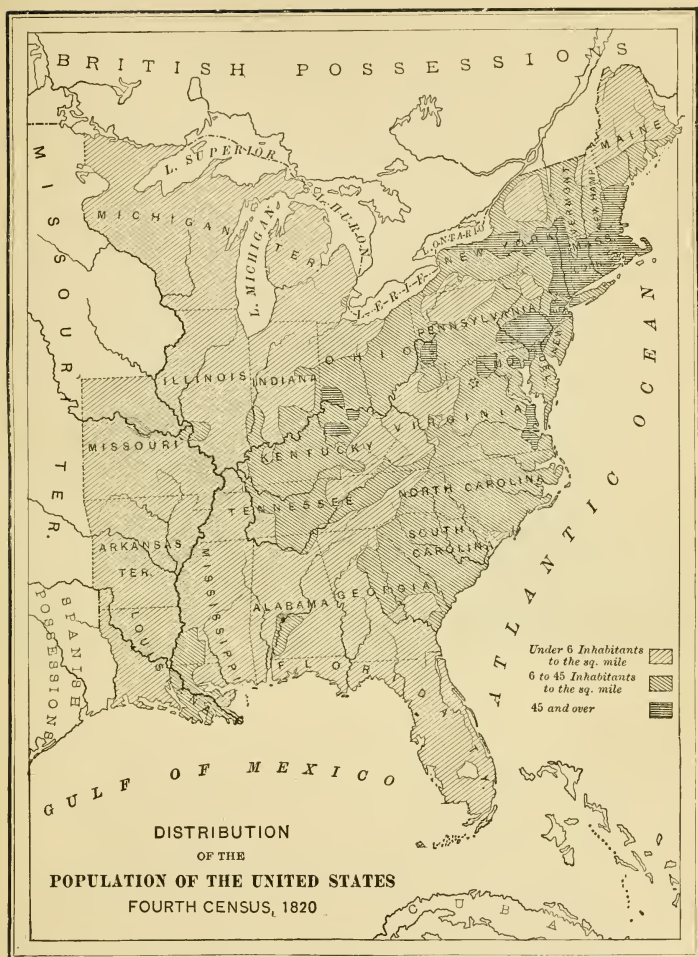 BRITISH POSSESSIONS
MISSOURI TER.
L. SUPERIOR
MICHIGAN TER.
L. MICHIGAN
L. HURON
L. ONTARIO
L. ERIE
MAINE
VERMONT
NEW HAMP.
MASS.
NEW YORK
PENNSYLVANIA
NEW
OHIO
INDIANA
ILLINOIS
MD
VIRGINIA
KENTUCKY
MISSOURI
TENNESSEE
NORTH CAROLINA
SOUTH
CAROLINA
ARKANSAS
TER.
MISSISSIPPI
ALABAMA
GEORGIA
FLORIDA
SPANISH
POSSESSIONS
ATLANTIC OCEAN
Under 6 Inhabitants
to the sq. mile
6 to 45 Inhabitants
to the sq. mile
45 and over
GULF OF MEXICO
DISTRIBUTION
OF THE
POPULATION OF THE UNITED STATES
FOURTH CENSUS, 1820
CUBA